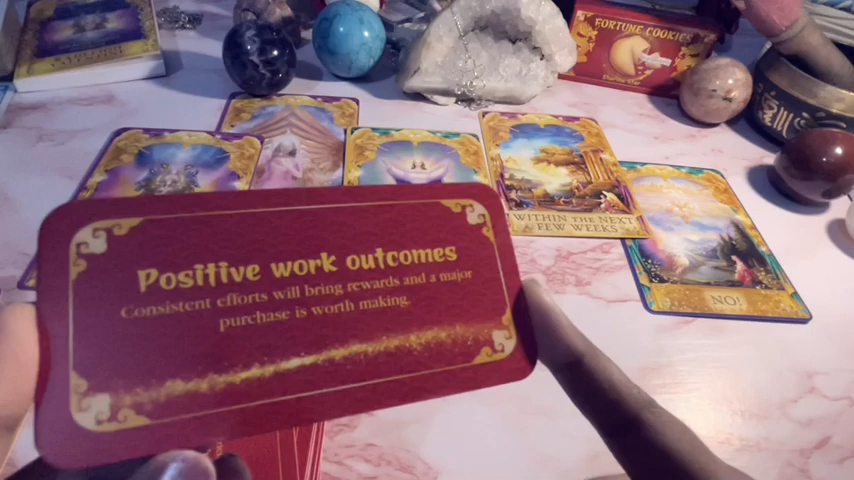 FORTUNE COOKIES
WITHIN THE NEXT
FEW WEEKS
NO!
Positive work outcomes
Consistent efforts will bring rewards and a major
purchase is worth making.